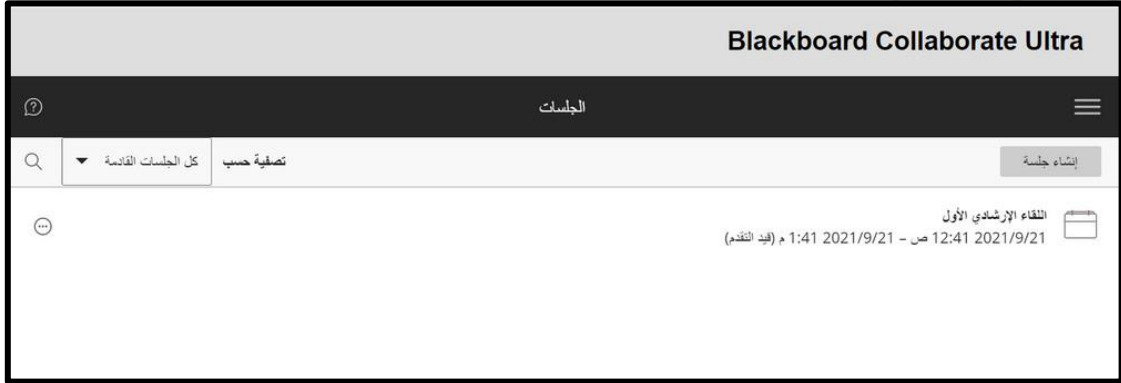 Blackboard Collaborate Ultra
الجلسات
إنشاء جلسة
تصفية حسب
كل الجلسات القادمة
اللقاء الإرشادي الأول
2021/9/21 12:41 ص – 2021/9/21 1:41 م (قيد التقدم)